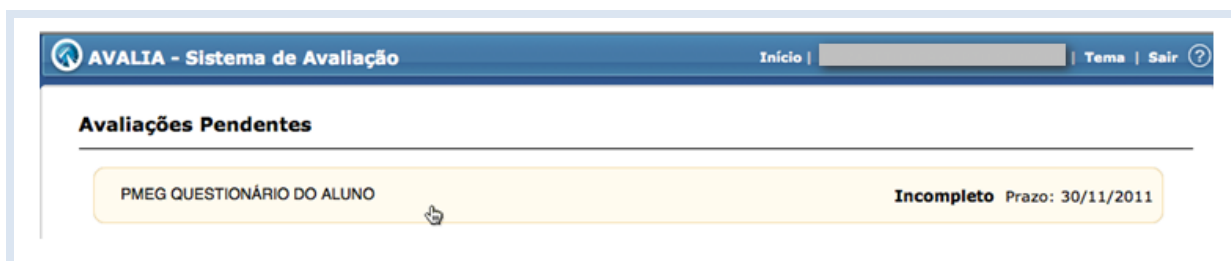 AVALIA - Sistema de Avaliação Início | | Tema | Sair ?
Avaliações Pendentes
PMEG QUESTIONÁRIO DO ALUNO Incompleto Prazo: 30/11/2011